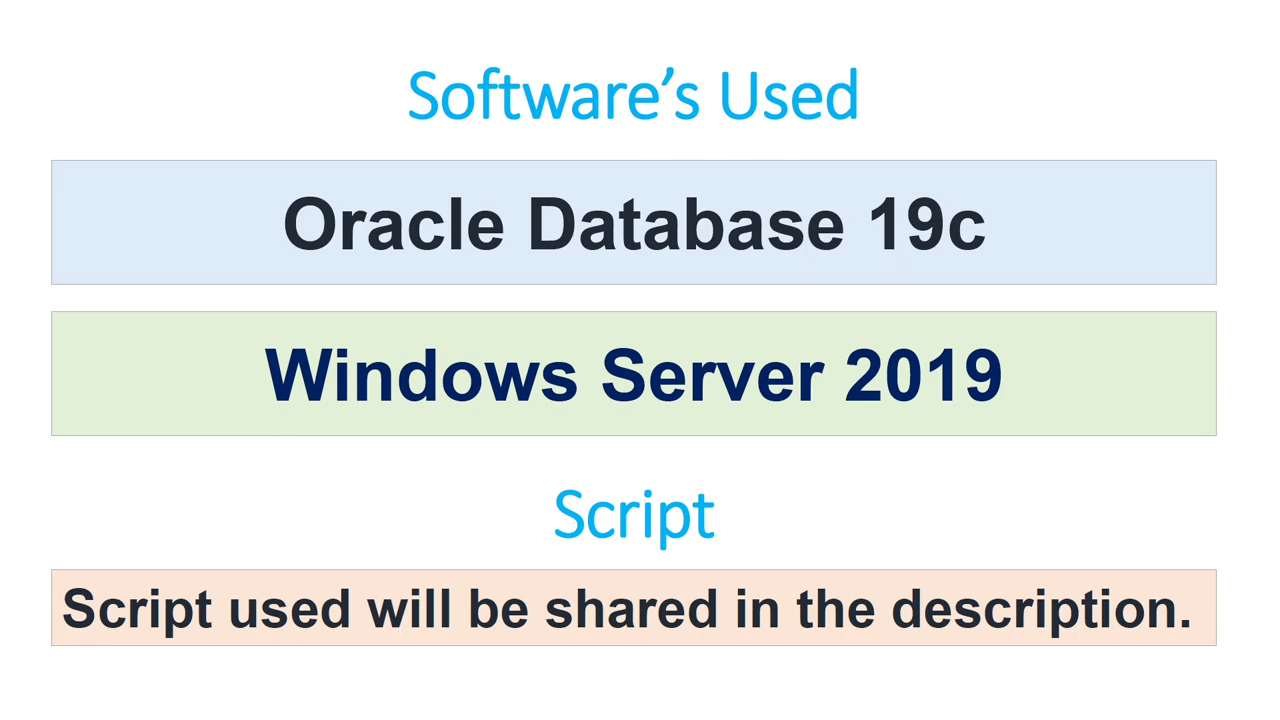 Software’s Used
Oracle Database 19c
Windows Server 2019
Script
Script used will be shared in the description.